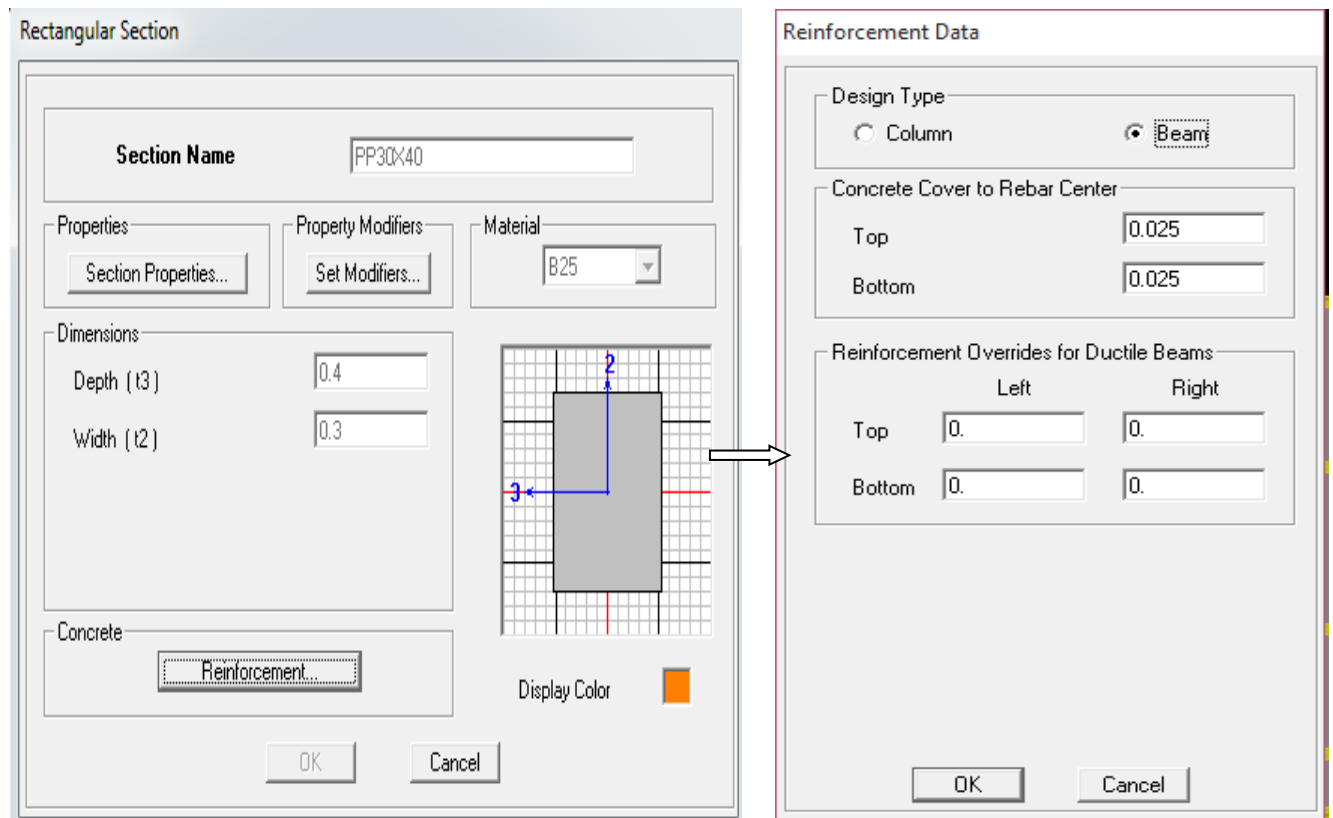 Rectangular Section
Section Name PP30X40
Properties
Section Properties...
Property Modifiers
Set Modifiers...
Material
B25
Dimensions
Depth ( t3 ) 0.4
Width ( t2 ) 0.3
2
3
Concrete
Reinforcement...
Display Color
OK Cancel
Reinforcement Data
Design Type
Column Beam
Concrete Cover to Rebar Center
Top 0.025
Bottom 0.025
Reinforcement Overrides for Ductile Beams
Left Right
Top 0. 0.
Bottom 0. 0.
OK Cancel